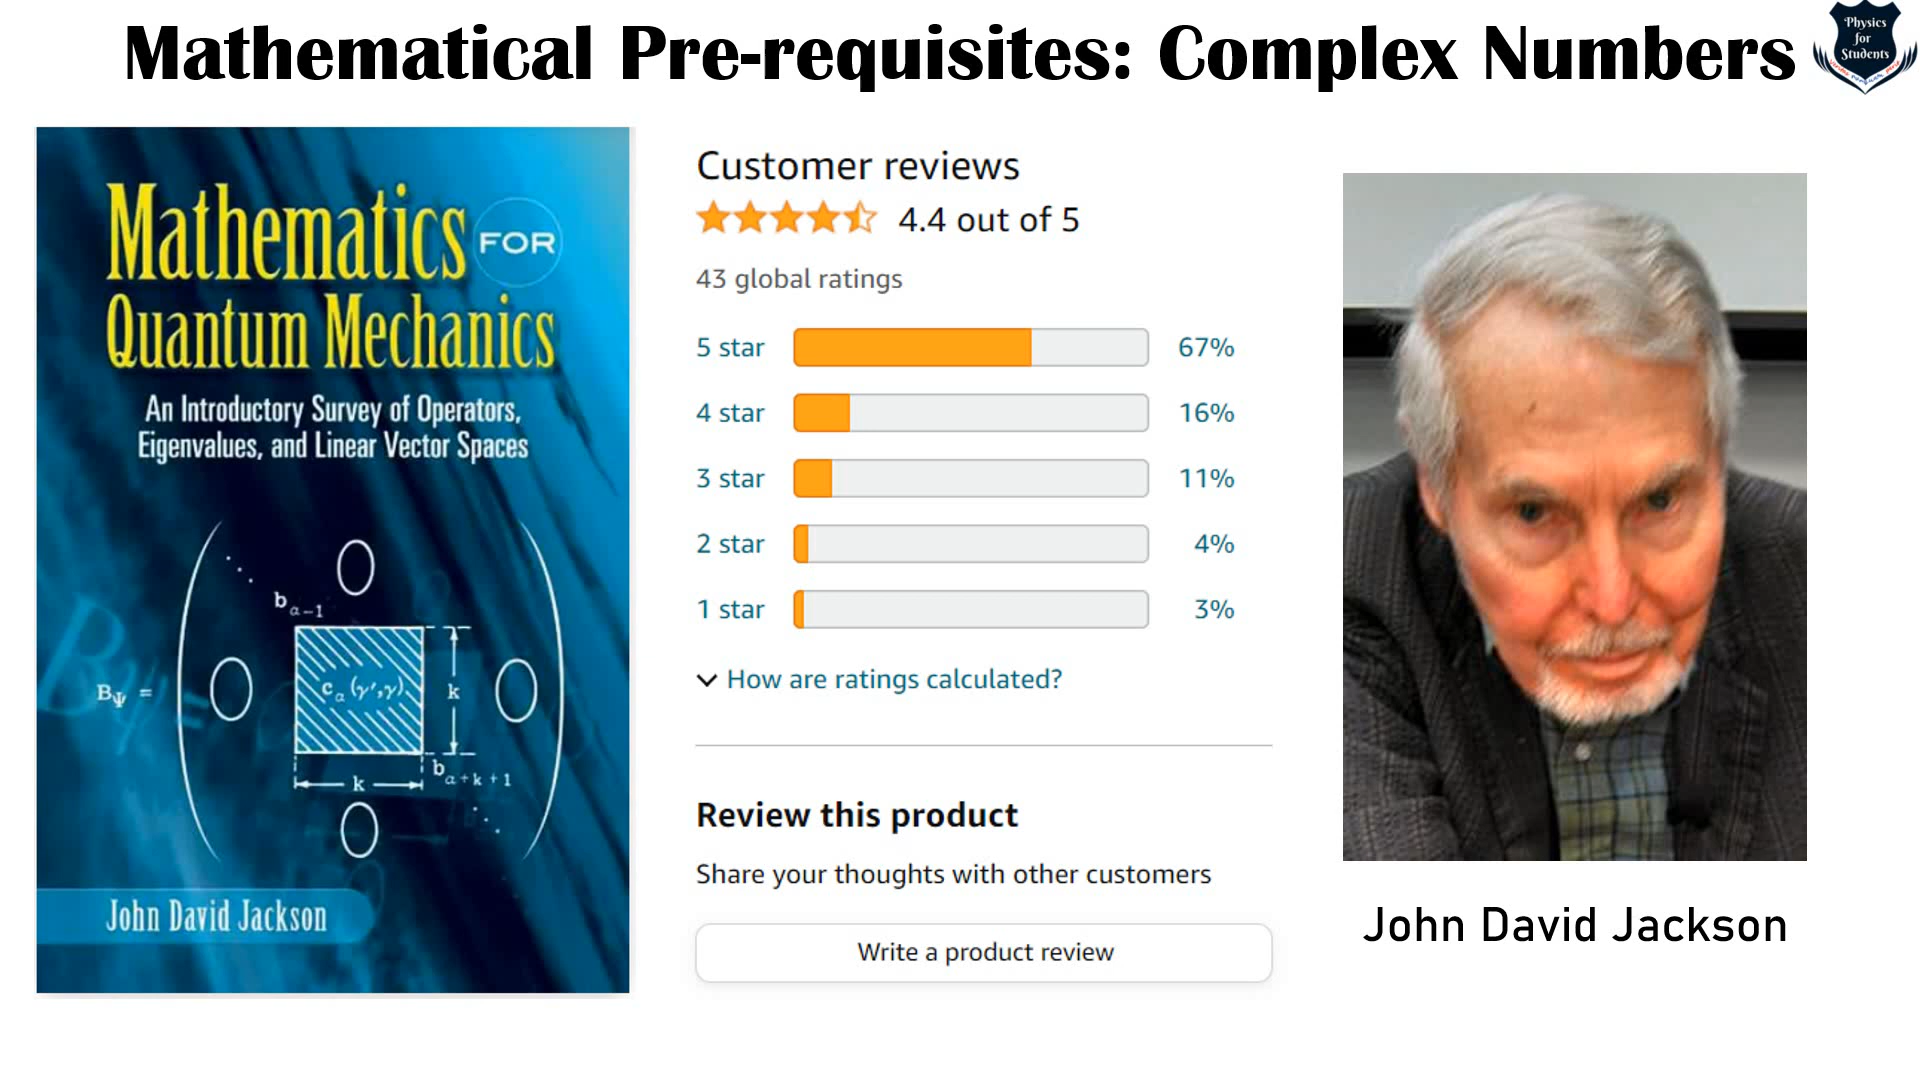 Mathematical Pre-requisites: Complex Numbers
Physics
for
Students
Mathematics FOR
Quantum Mechanics
An Introductory Survey of Operators,
Eigenvalues, and Linear Vector Spaces
b α-1
c α (γ',γ)
k
B ψ =
b α+k+1
k
John David Jackson
Customer reviews
4.4 out of 5
43 global ratings
5 star 67%
4 star 16%
3 star 11%
2 star 4%
1 star 3%
How are ratings calculated?
Review this product
Share your thoughts with other customers
Write a product review
John David Jackson